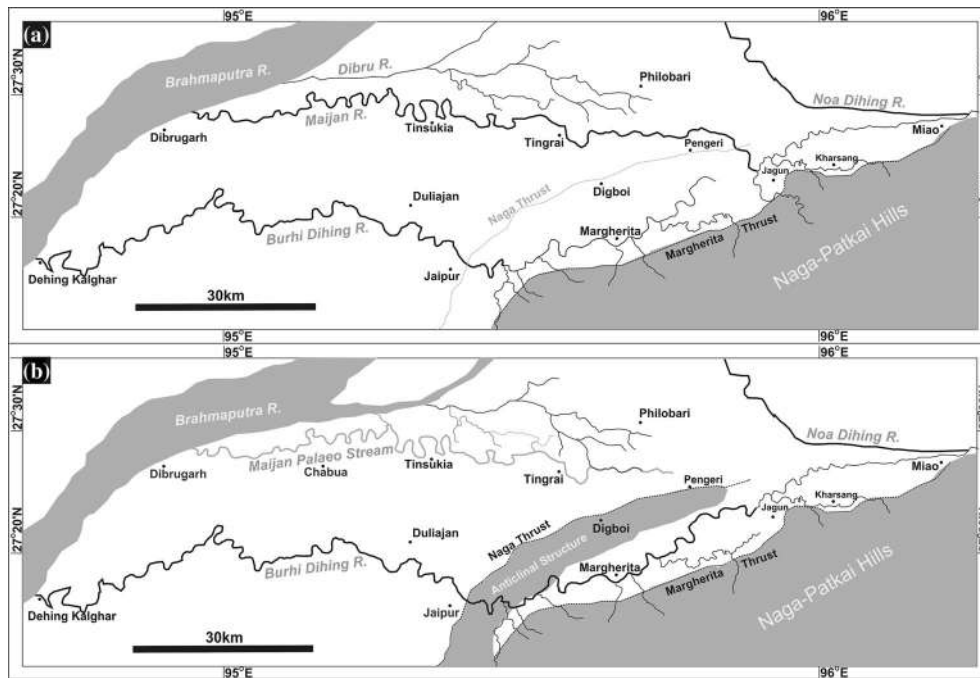 95°E
96°E
(a)
27°30'N
27°20'N
Brahmaputra R.
Dibru R.
Philobari
Noa Dihing R.
Maijan R.
Dibrugarh
Tinsukia
Tingrai
Pengeri
Miao
Kharsang
Jagun
Naga Thrust
Digboi
Duliajan
Burhi Dihing R.
Margherita
Margherita Thrust
Naga-Patkai Hills
Dehing Kalghar
Jaipur
30km
95°E
96°E
95°E
96°E
(b)
27°30'N
27°20'N
Brahmaputra R.
Philobari
Noa Dihing R.
Maijan Palaeo Stream
Dibrugarh
Chabua
Tinsukia
Tingrai
Pengeri
Miao
Kharsang
Jagun
Naga Thrust
Digboi
Anticlinal Structure
Duliajan
Burhi Dihing R.
Margherita
Margherita Thrust
Naga-Patkai Hills
Dehing Kalghar
Jaipur
30km
95°E
96°E